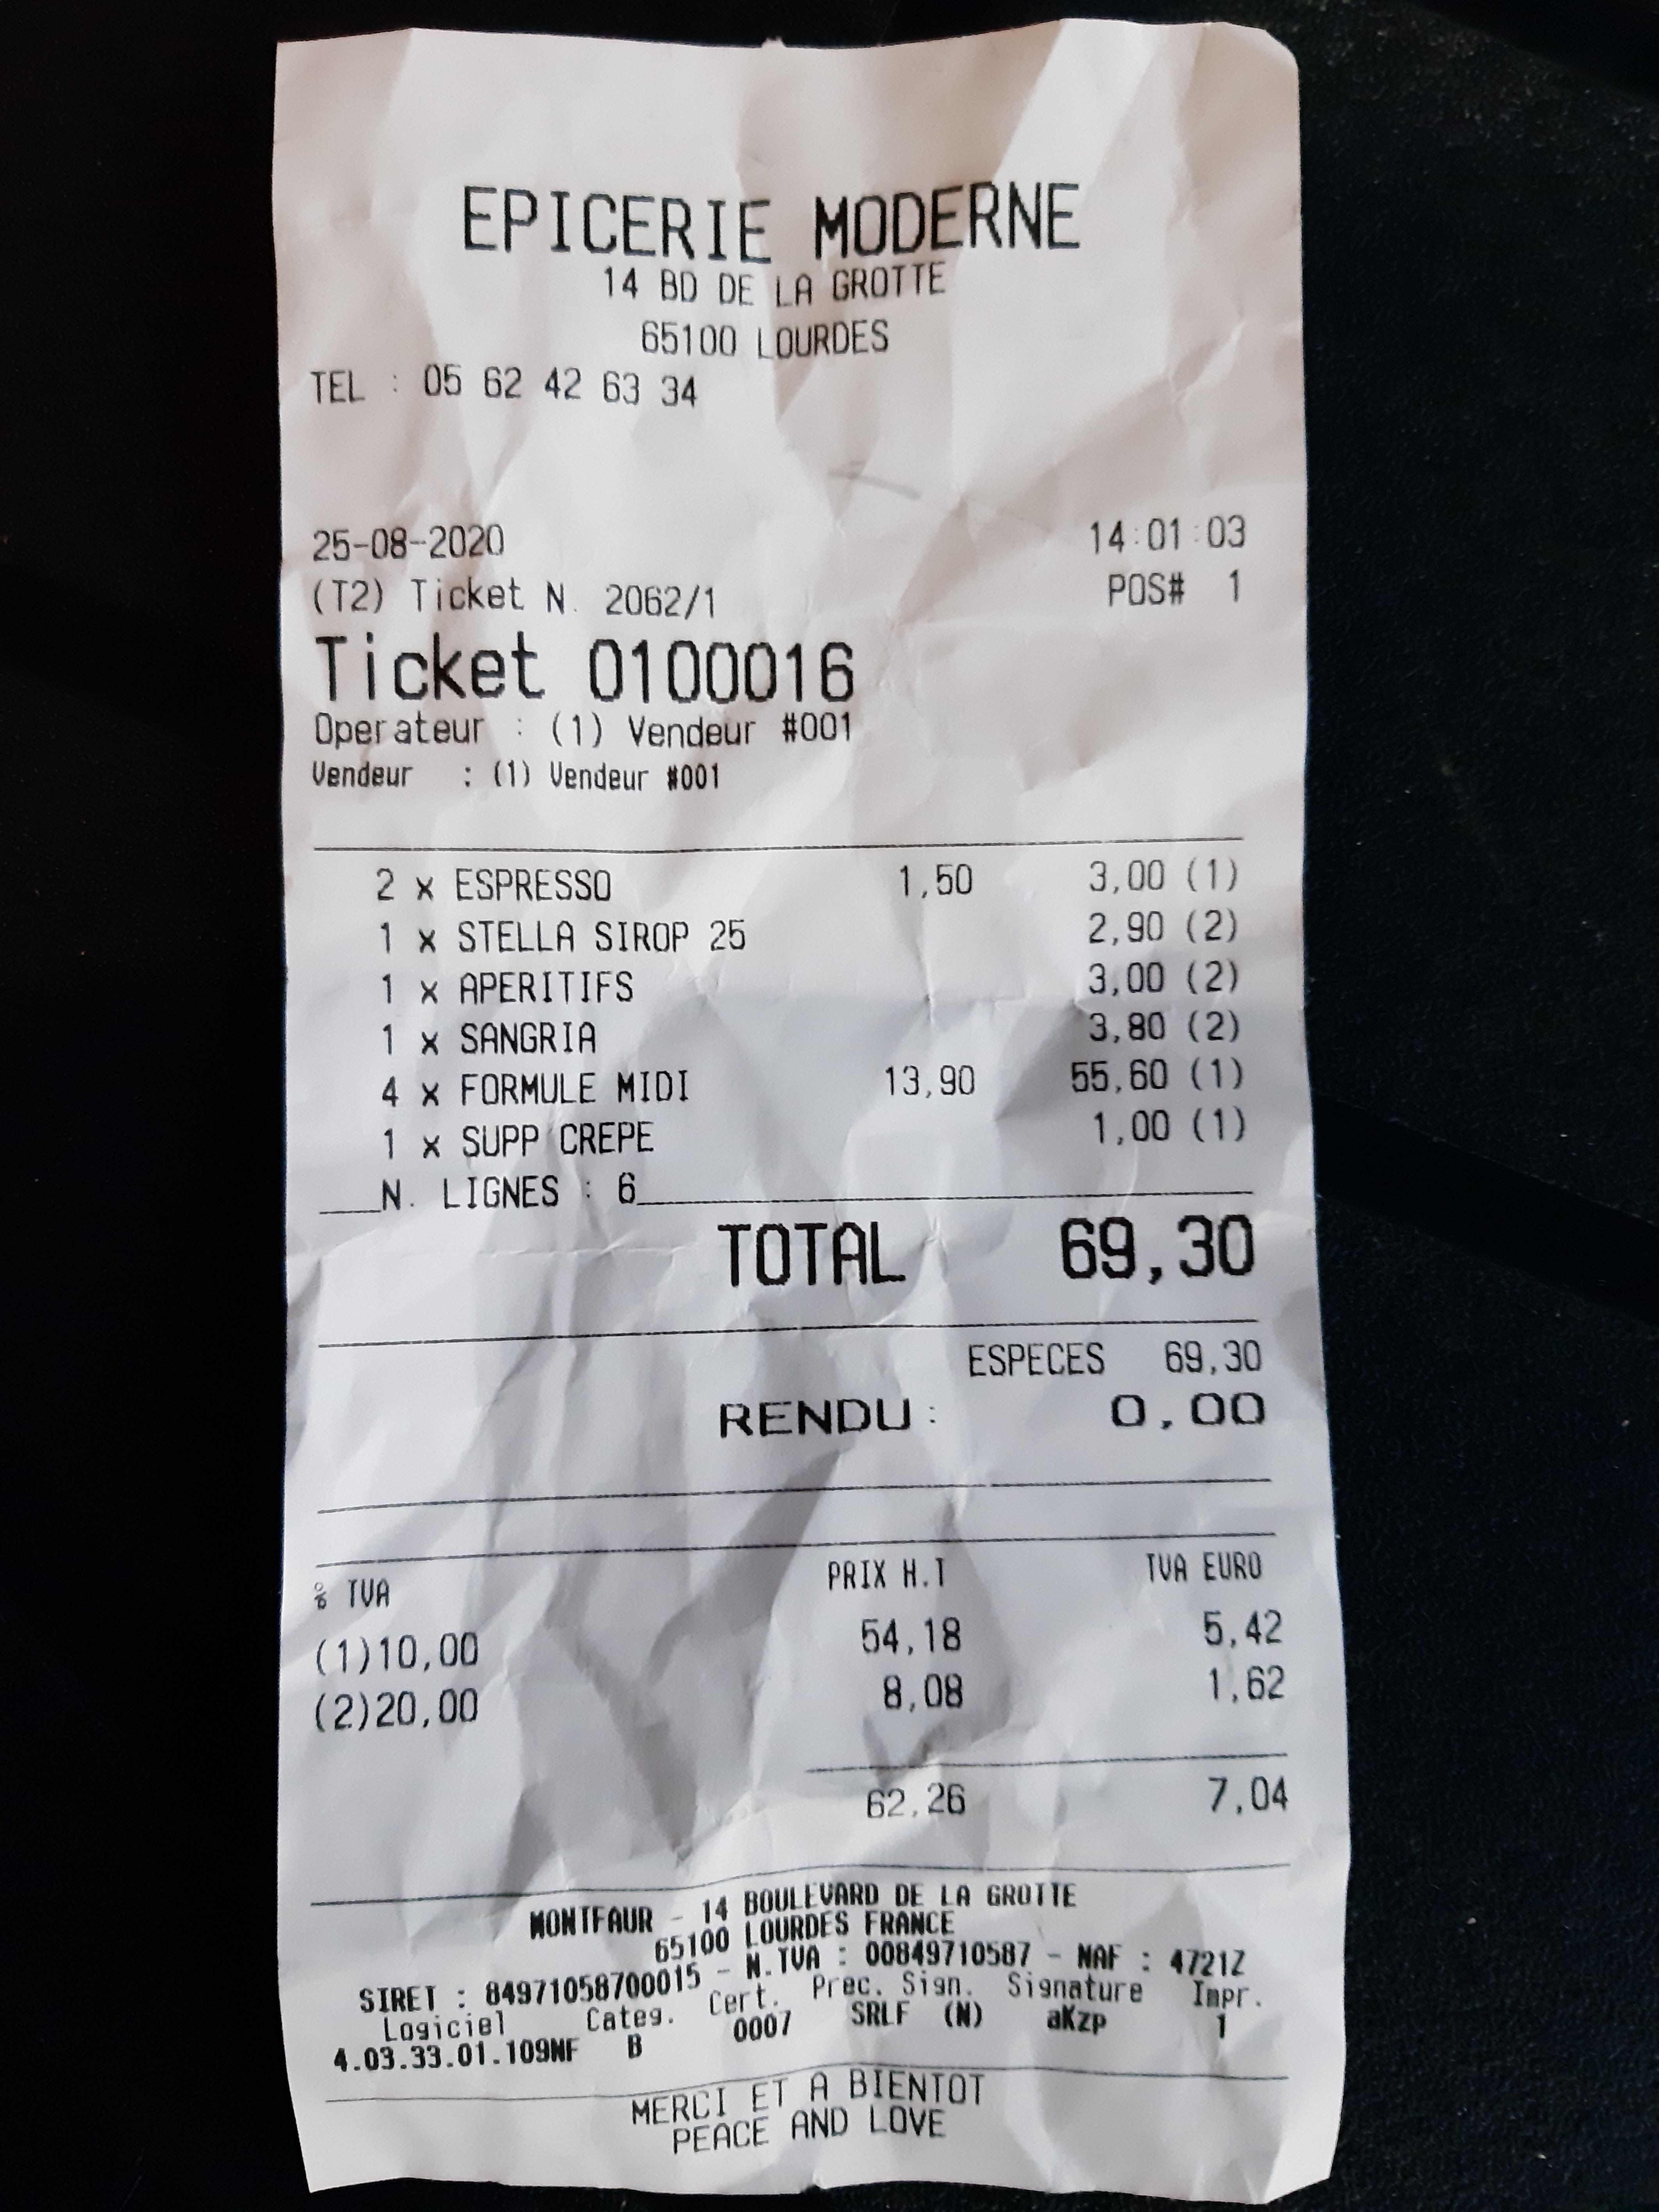 EPICERIE MODERNE
14 BD DE LA GROTTE
65100 LOURDES
TEL : 05 62 42 63 34
25-08-2020 14:01:03
(T2) Ticket N. 2062/1 POS# 1
Ticket 0100016
Operateur : (1) Vendeur #001
Vendeur : (1) Vendeur #001
2 x ESPRESSO 1,50 3,00 (1)
1 x STELLA SIROP 25 2,90 (2)
1 x APERITIFS 3,00 (2)
1 x SANGRIA 3,80 (2)
4 x FORMULE MIDI 13,90 55,60 (1)
1 x SUPP CREPE 1,00 (1)
N. LIGNES : 6
TOTAL 69,30
ESPECES 69,30
RENDU: 0,00
% TVA PRIX H.T TVA EURO
(1)10,00 54,18 5,42
(2)20,00 8,08 1,62
62,26 7,04
MONTFAUR - 14 BOULEVARD DE LA GROTTE
65100 LOURDES FRANCE
SIRET : 84971058700015 - N.TVA : 00849710587 - NAF : 4721Z
Logiciel Categ. Cert. Prec. Sign. Signature Impr.
4.03.33.01.109NF B 0007 SRLF (N) aKzp 1
MERCI ET A BIENTOT
PEACE AND LOVE